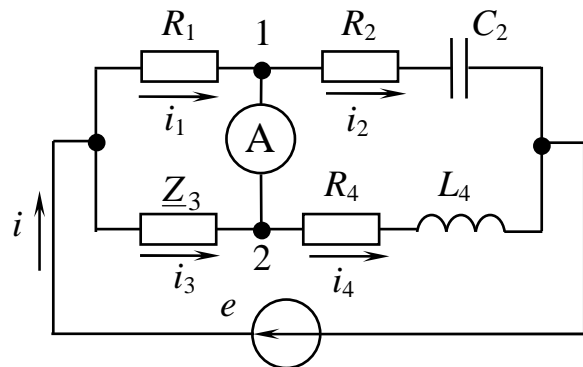 R₁ 1 R₂ C₂
i₁ i₂
A
Z₃ R₄ L₄
i 2
i₃ i₄
e